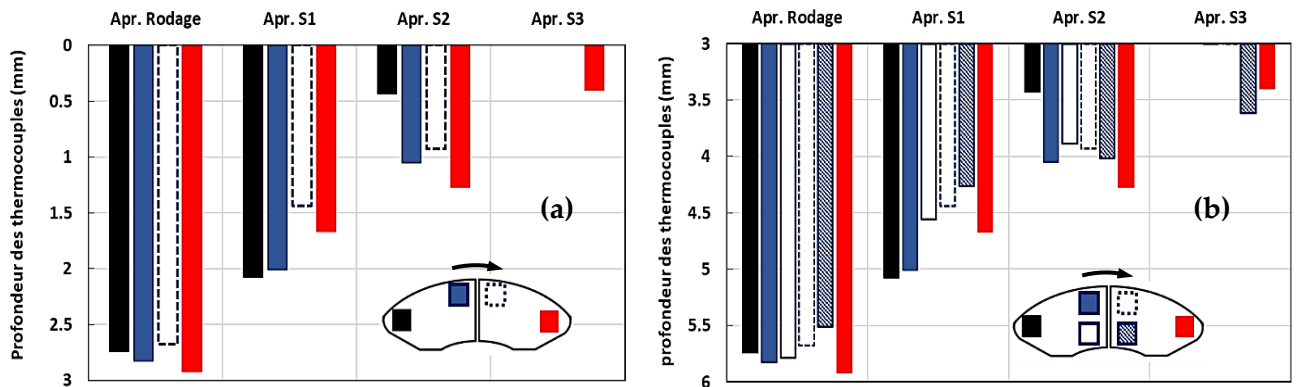 Apr. Rodage Apr. S1 Apr. S2 Apr. S3
Profondeur des thermocouples (mm)
0
0.5
1
1.5
2
2.5
3
(a)
Apr. Rodage Apr. S1 Apr. S2 Apr. S3
profondeur des thermocouples (mm)
3
3.5
4
4.5
5
5.5
6
(b)